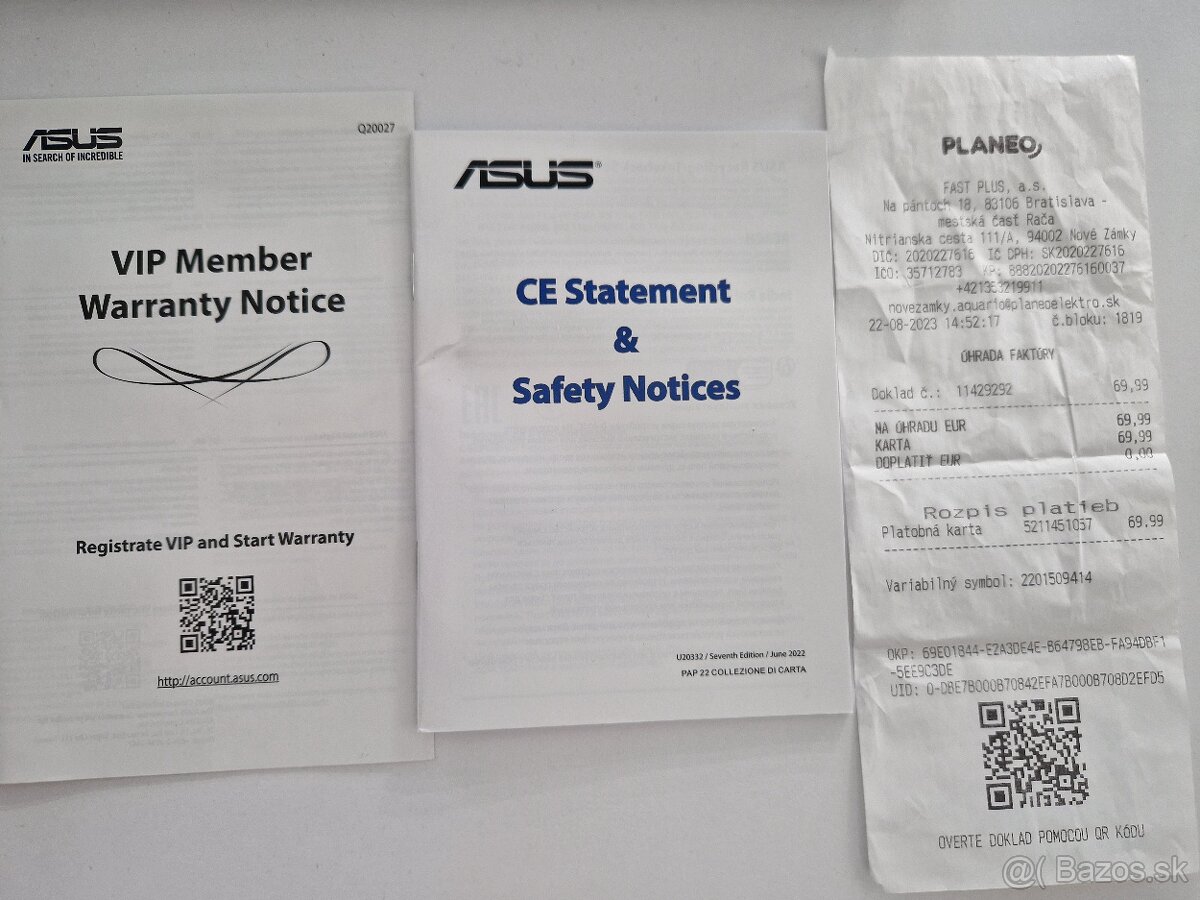 ASUS
IN SEARCH OF INCREDIBLE
Q20027
VIP Member
Warranty Notice
Registrate VIP and Start Warranty
http://account.asus.com
ASUS
CE Statement
&
Safety Notices
U20332 / Seventh Edition / June 2022
PAP 22 COLLEZIONE DI CARTA
PLANEO
FAST PLUS, a.s.
Na pántoch 18, 83106 Bratislava -
mestská časť Rača
Nitrianska cesta 111/A, 94002 Nové Zámky
DIČ: 2020227616 IČ DPH: SK2020227616
IČO: 35712783 KP: 88820202276160037
+421353219911
novezamky.aquario@planeoelektro.sk
22-08-2023 14:52:17 č.bloku: 1819
ÚHRADA FAKTÚRY
Doklad č.: 11429292 69,99
NA ÚHRADU EUR 69,99
KARTA 69,99
DOPLATIŤ EUR 0,00
Rozpis platieb
Platobná karta 5211451057 69,99
Variabilný symbol: 2201509414
OKP: 69E01844-E2A3DE4E-B64798EB-FA94DBF1
-5EE9C3DE
UID: O-DBE7B000B70842EFA7B000B708D2EFD5
OVERTE DOKLAD POMOCOU QR KÓDU
@( Bazos.sk